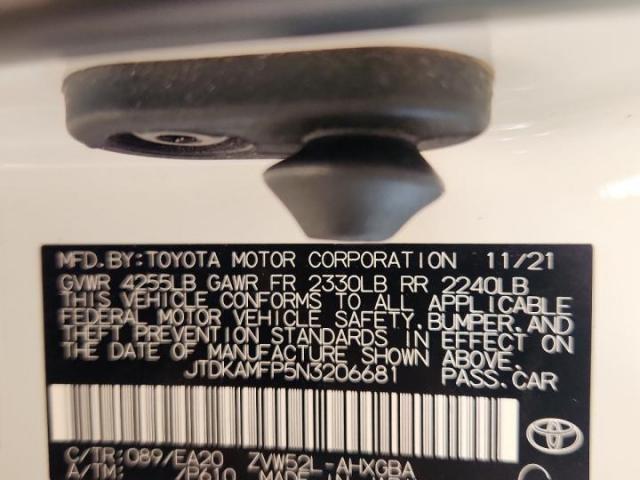 MFD.BY:TOYOTA MOTOR CORPORATION 11/21
GVWR 4255LB GAWR FR 2330LB RR 2240LB
THIS VEHICLE CONFORMS TO ALL APPLICABLE
FEDERAL MOTOR VEHICLE SAFETY,BUMPER,AND
THEFT PREVENTION STANDARDS IN EFFECT ON
THE DATE OF MANUFACTURE SHOWN ABOVE.
JTDKAMFP5N3206681 PASS.CAR
C/TR:089/EA20 ZVW52L-AHXGBA
A/TM: /P610